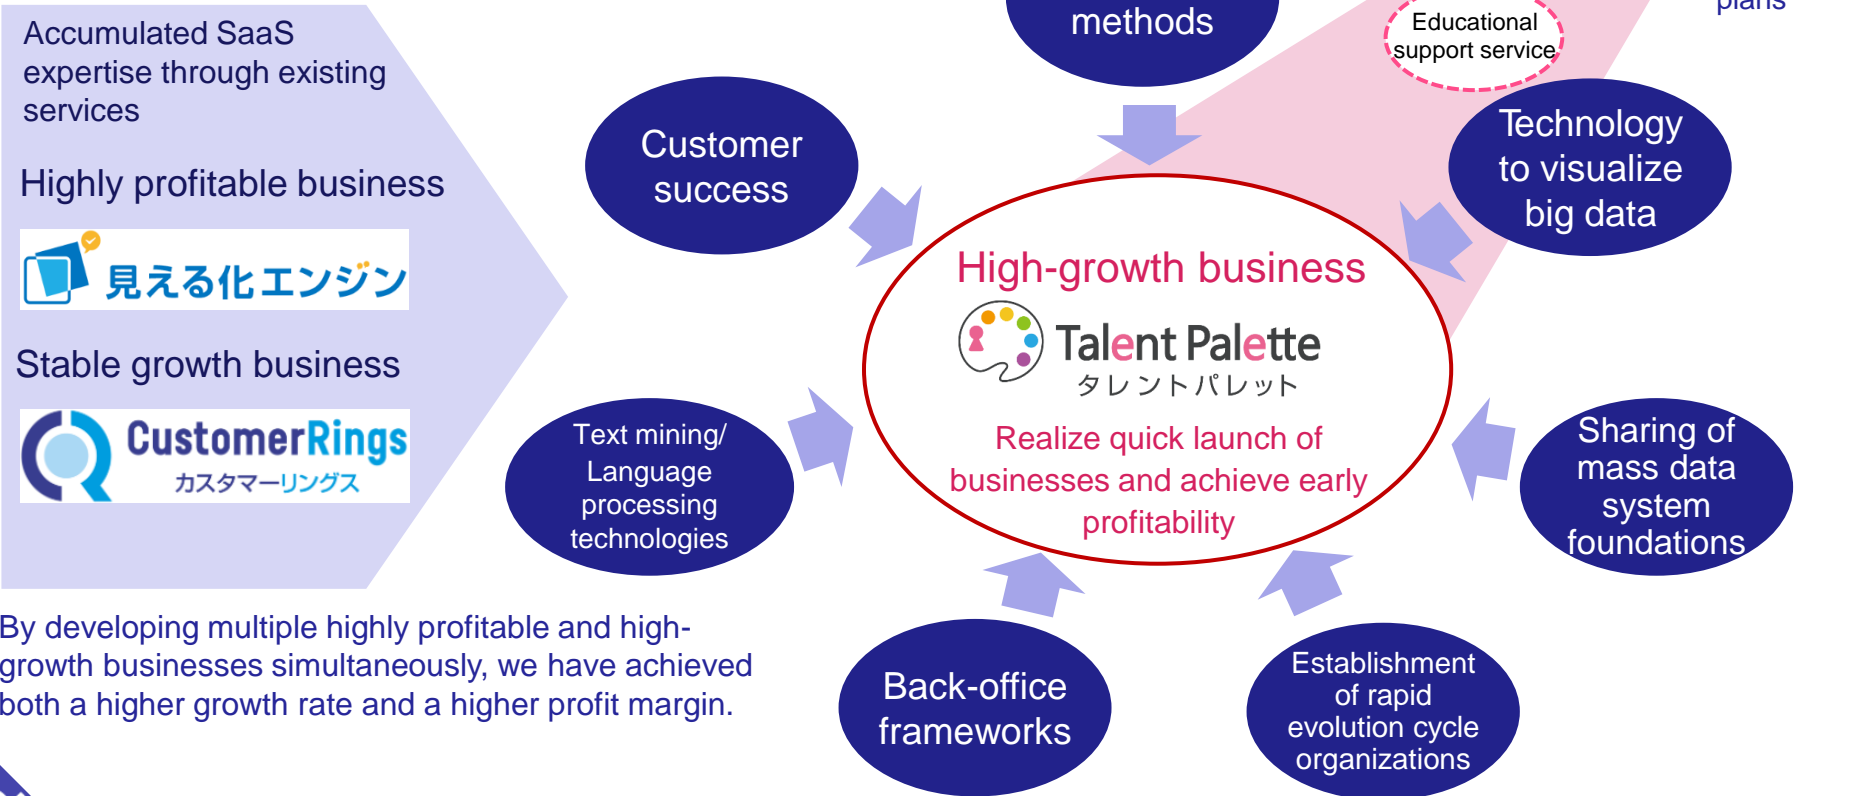 Accumulated SaaS
expertise through existing
services
Highly profitable business
見える化エンジン
Stable growth business
CustomerRings
カスタマーリングス
By developing multiple highly profitable and high-
growth businesses simultaneously, we have achieved
both a higher growth rate and a higher profit margin.
methods
Educational
support service
plans
Customer
success
Technology
to visualize
big data
High-growth business
Talent Palette
タレントパレット
Realize quick launch of
businesses and achieve early
profitability
Text mining/
Language
processing
technologies
Sharing of
mass data
system
foundations
Back-office
frameworks
Establishment
of rapid
evolution cycle
organizations